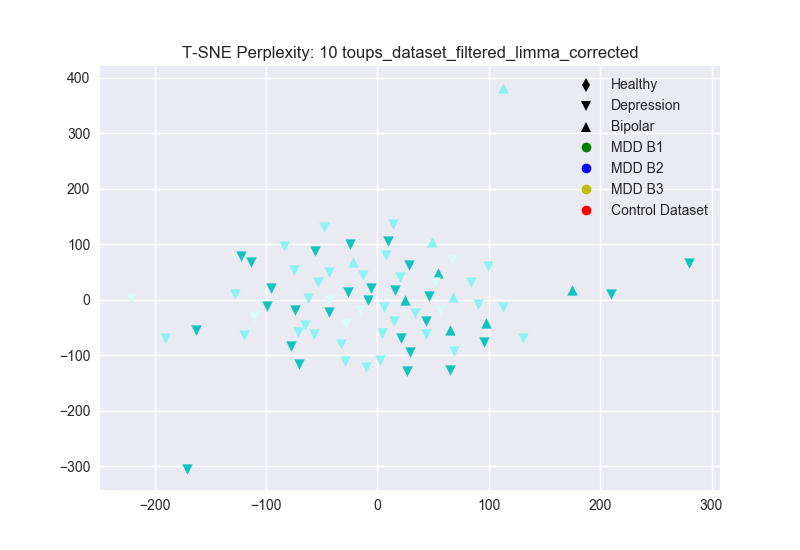 T-SNE Perplexity: 10 toups_dataset_filtered_limma_corrected
400
300
200
100
0
−100
−200
−300
−200
−100
0
100
200
300
Healthy
Depression
Bipolar
MDD B1
MDD B2
MDD B3
Control Dataset